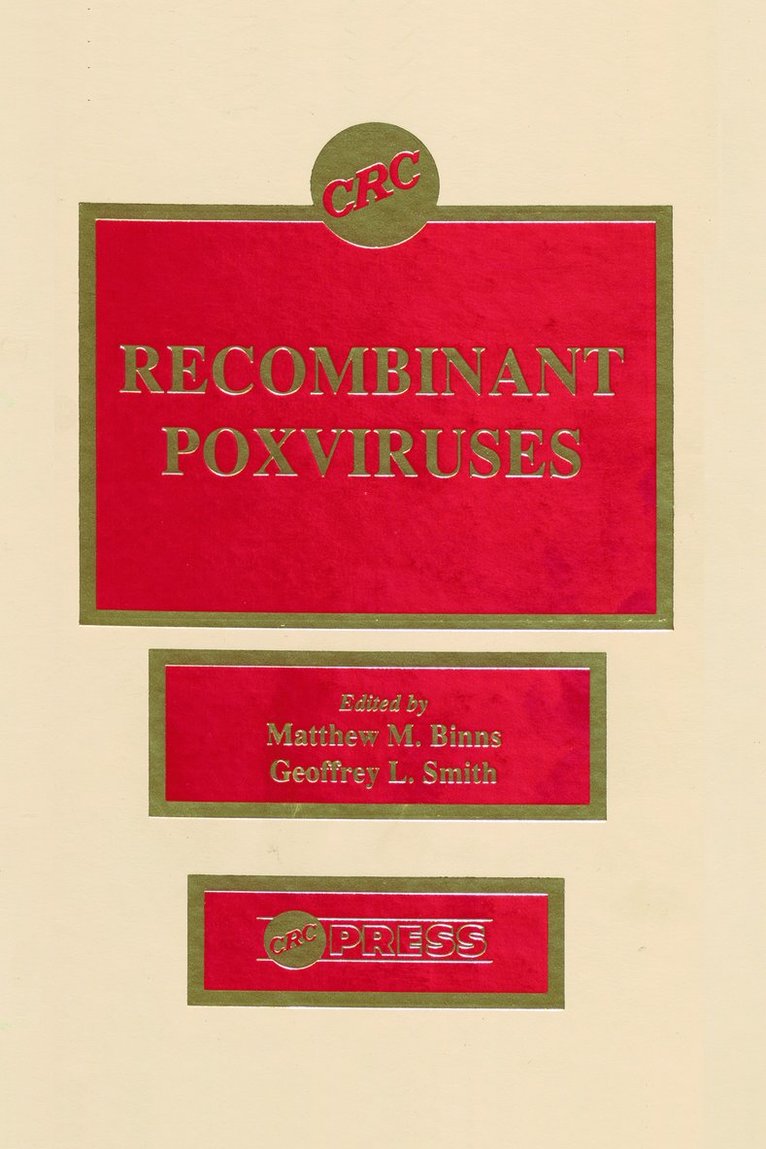 CRC
RECOMBINANT
POXVIRUSES
Edited by
Matthew M. Binns
Geoffrey L. Smith
CRC PRESS